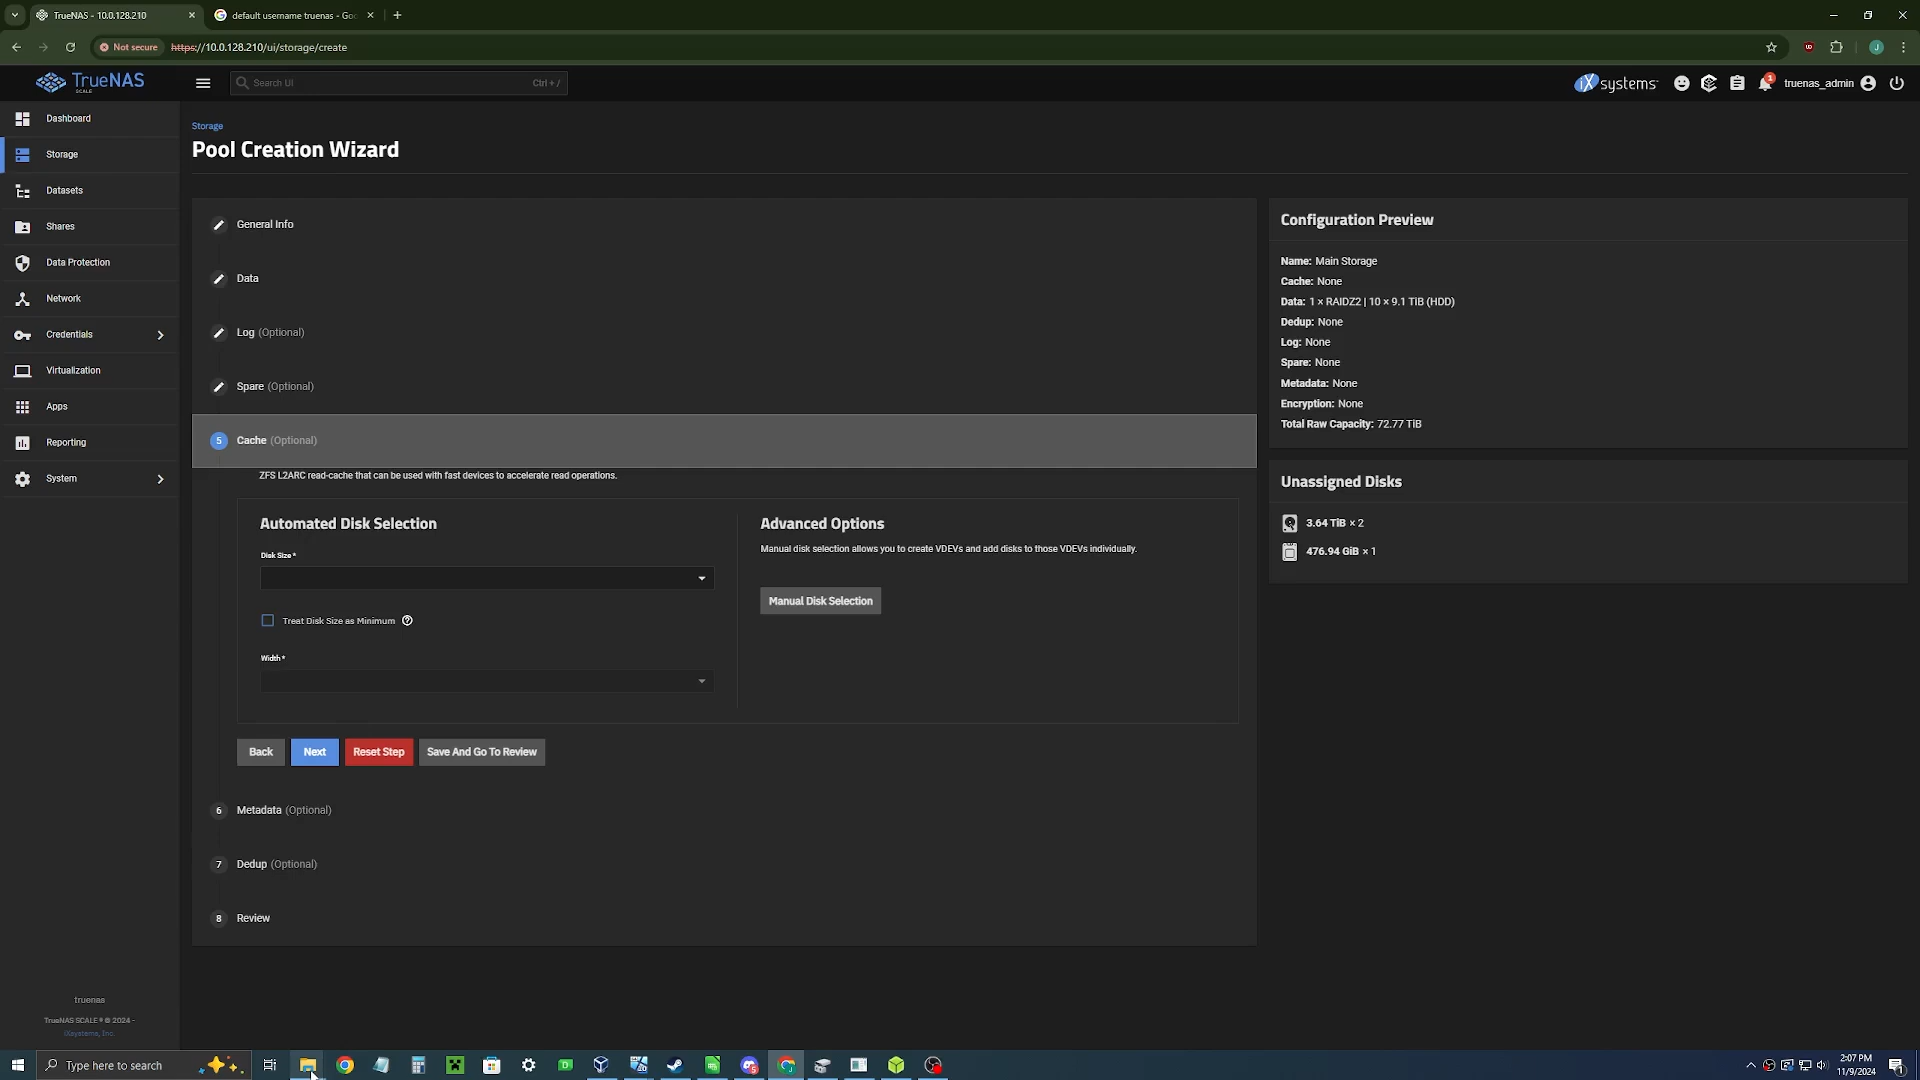 TrueNAS - 10.0.128.210
default username truenas - Goo
Not secure
https://10.0.128.210/ui/storage/create
TrueNAS
SCALE
Search UI
Ctrl + /
iX systems
1
truenas_admin
Dashboard
Storage
Datasets
Shares
Data Protection
Network
Credentials
Virtualization
Apps
Reporting
System
truenas
TrueNAS SCALE ® © 2024 -
iXsystems, Inc.
Storage
Pool Creation Wizard
General Info
Data
Log (Optional)
Spare (Optional)
5
Cache (Optional)
ZFS L2ARC read-cache that can be used with fast devices to accelerate read operations.
Automated Disk Selection
Disk Size *
Treat Disk Size as Minimum
Width *
Advanced Options
Manual disk selection allows you to create VDEVs and add disks to those VDEVs individually.
Manual Disk Selection
Back
Next
Reset Step
Save And Go To Review
6
Metadata (Optional)
7
Dedup (Optional)
8
Review
Configuration Preview
Name: Main Storage
Cache: None
Data: 1 × RAIDZ2 | 10 × 9.1 TiB (HDD)
Dedup: None
Log: None
Spare: None
Metadata: None
Encryption: None
Total Raw Capacity: 72.77 TiB
Unassigned Disks
3.64 TiB × 2
476.94 GiB × 1
Type here to search
2:07 PM
11/9/2024